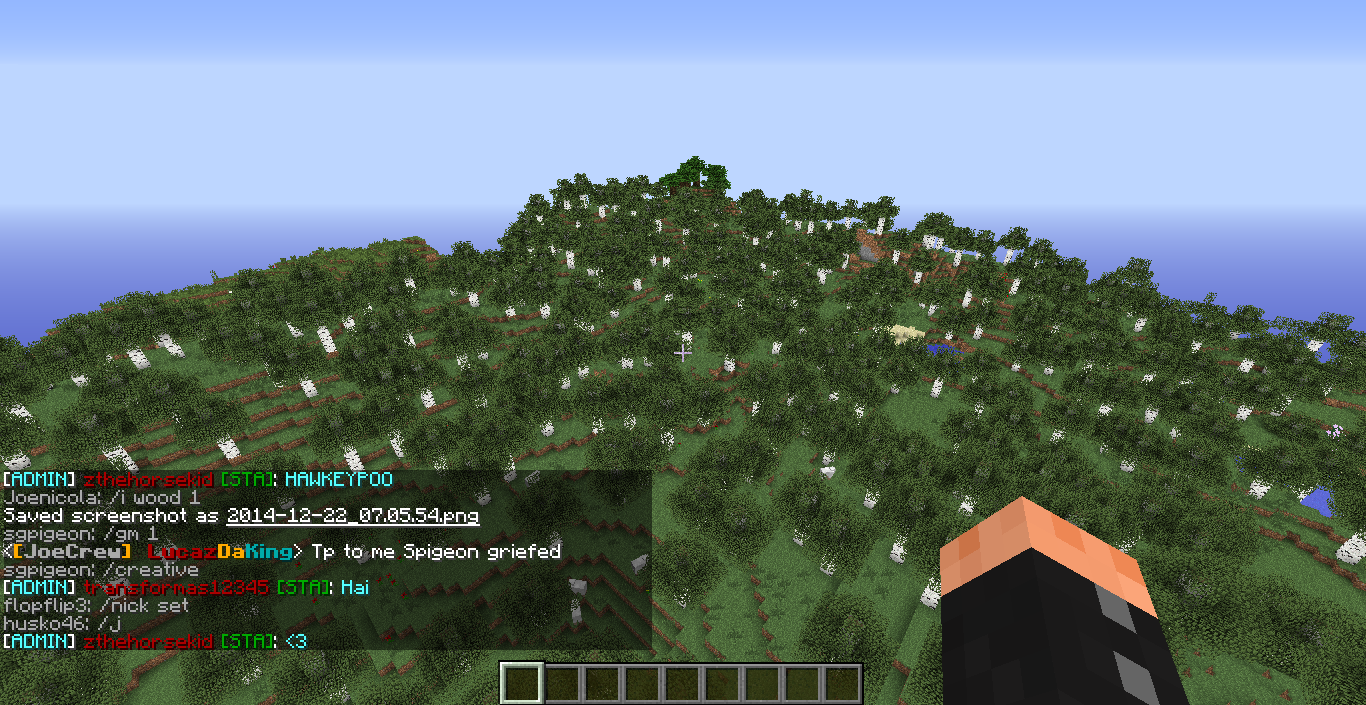 [ADMIN] zthehorsekid [STA]: HAWKEYPOO
Joenicola: /i wood 1
Saved screenshot as 2014-12-22_07.05.54.png
sgpigeon: /gm 1
<[JoeCrew] LucazDaKing> Tp to me Spigeon griefed
sgpigeon: /creative
[ADMIN] transformas12345 [STA]: Hai
flopflip3: /nick set
husko46: /j
[ADMIN] zthehorsekid [STA]: <3